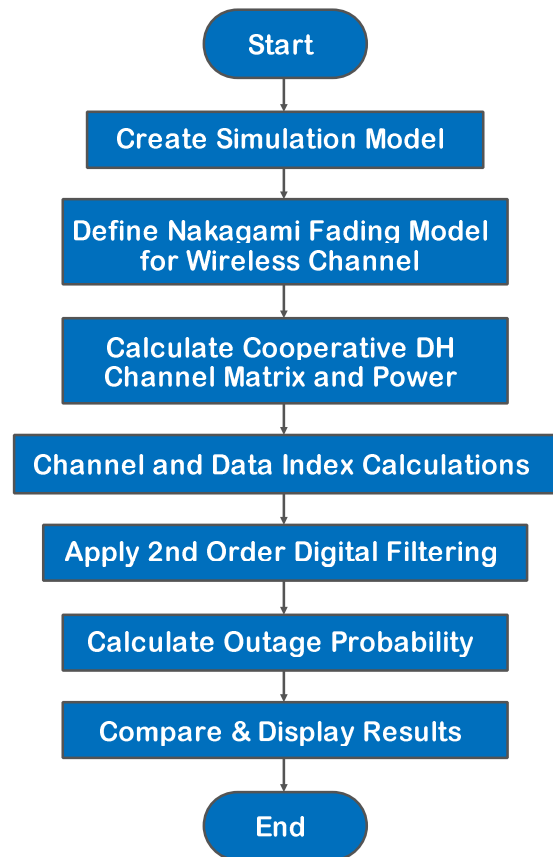 Start
Create Simulation Model
Define Nakagami Fading Model
for Wireless Channel
Calculate Cooperative DH
Channel Matrix and Power
Channel and Data Index Calculations
Apply 2nd Order Digital Filtering
Calculate Outage Probability
Compare & Display Results
End